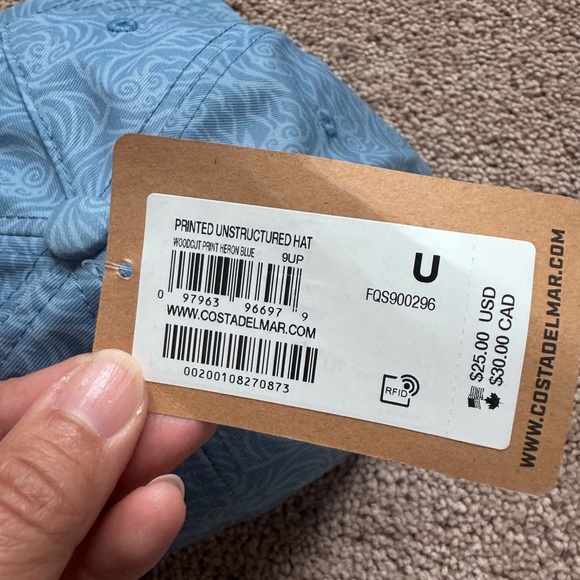 PRINTED UNSTRUCTURED HAT
WOODCUT PRINT HERON BLUE
9UP
0 97963 96697 9
WWW.COSTADELMAR.COM
00200108270873
U
FQS900296
RFID
$25.00 USD
$30.00 CAD
WWW.COSTADELMAR.COM